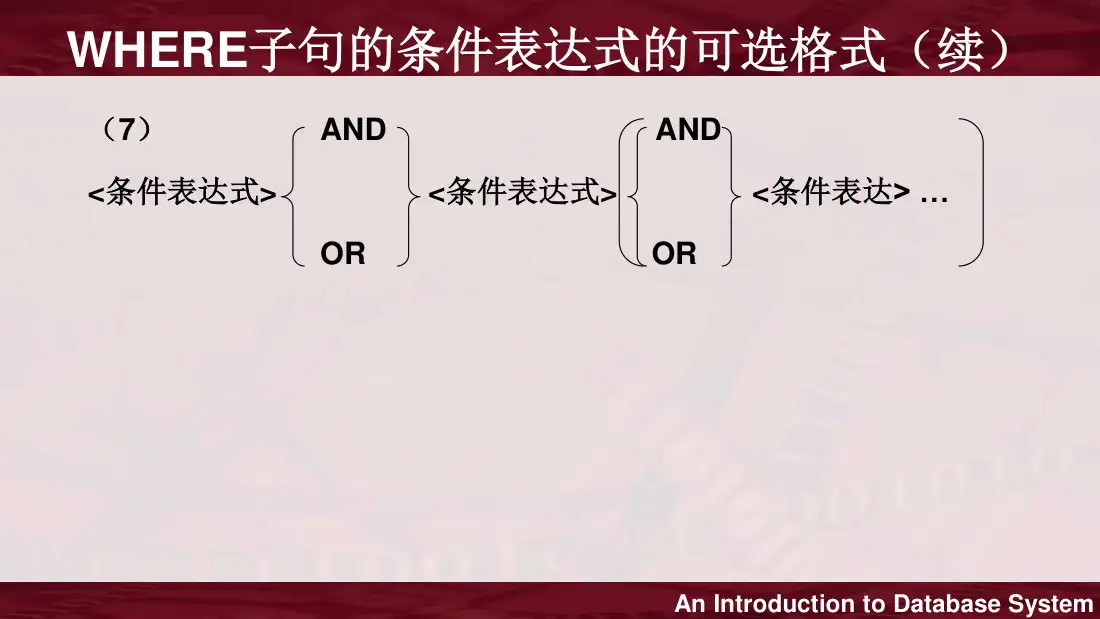 WHERE子句的条件表达式的可选格式（续）
（7）
AND AND
<条件表达式> <条件表达式> <条件表达> …
OR OR
An Introduction to Database System